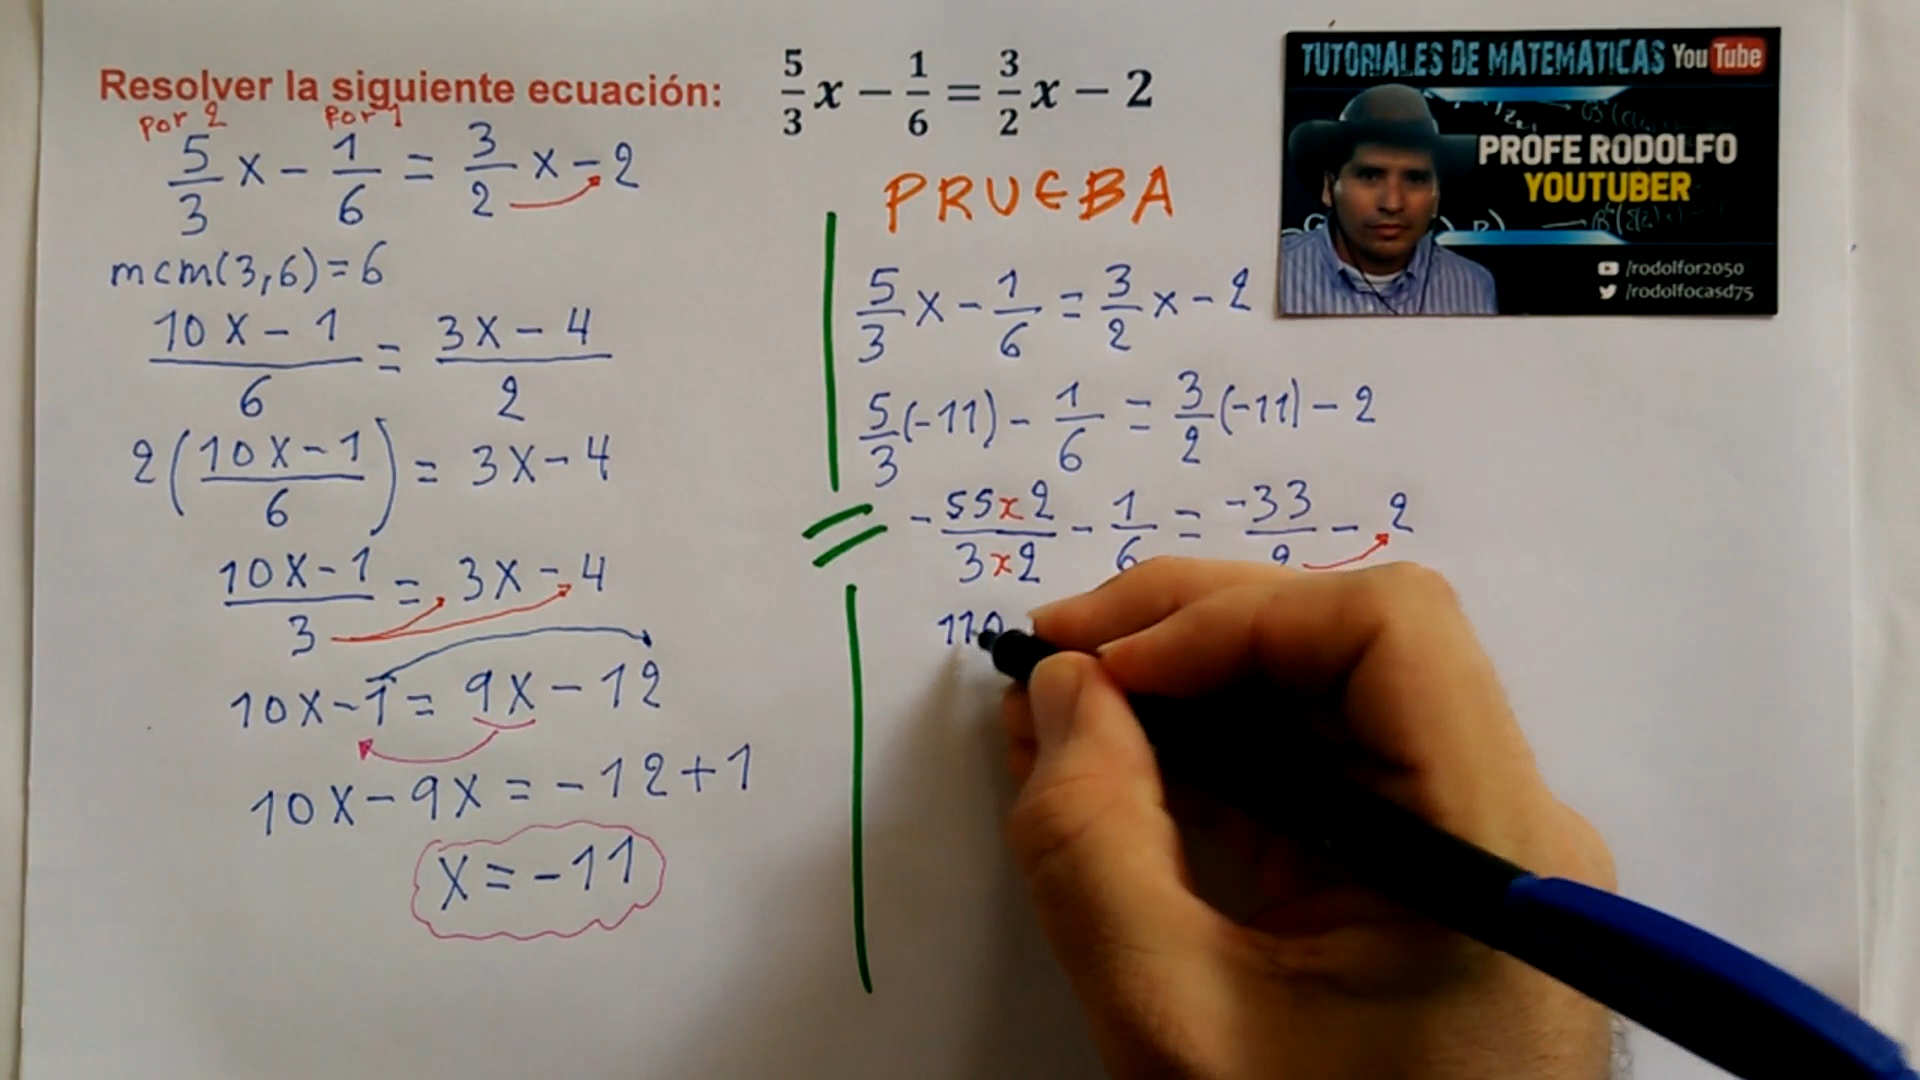 Resolver la siguiente ecuación: 5/3 x − 1/6 = 3/2 x − 2
por 2 por 1
5/3 x - 1/6 = 3/2 x - 2
mcm(3,6)=6
10x - 1 / 6 = 3x - 4 / 2
2(10x - 1 / 6) = 3x - 4
10x - 1 / 3 = 3x - 4
10x - 1 = 9x - 12
10x - 9x = -12 + 1
x = -11
PRUEBA
5/3 x - 1/6 = 3/2 x - 2
5/3 (-11) - 1/6 = 3/2 (-11) - 2
- 55x2 / 3x2 - 1/6 = -33/2 - 2
110
TUTORIALES DE MATEMATICAS YouTube
PROFE RODOLFO
YOUTUBER
/rodolfor2050
/rodolfocasd75